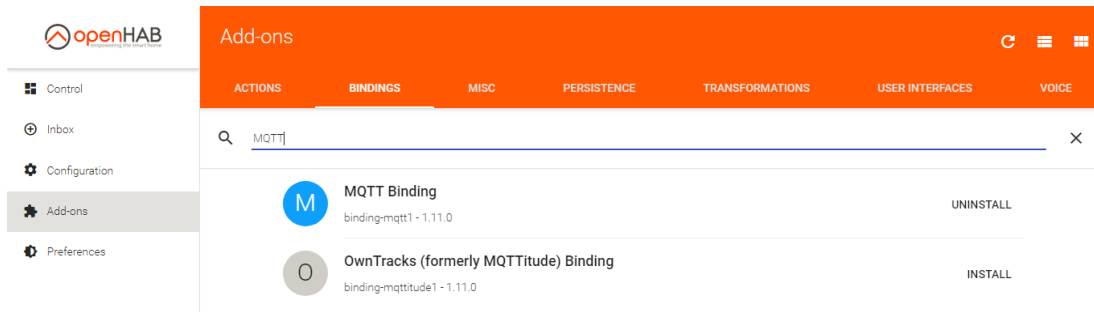 openHAB
empowering the smart home
Add-ons
ACTIONS BINDINGS MISC PERSISTENCE TRANSFORMATIONS USER INTERFACES VOICE
Control
Inbox
Configuration
Add-ons
Preferences
MQTT
M
MQTT Binding
binding-mqtt1 - 1.11.0
UNINSTALL
O
OwnTracks (formerly MQTTitude) Binding
binding-mqttitude1 - 1.11.0
INSTALL